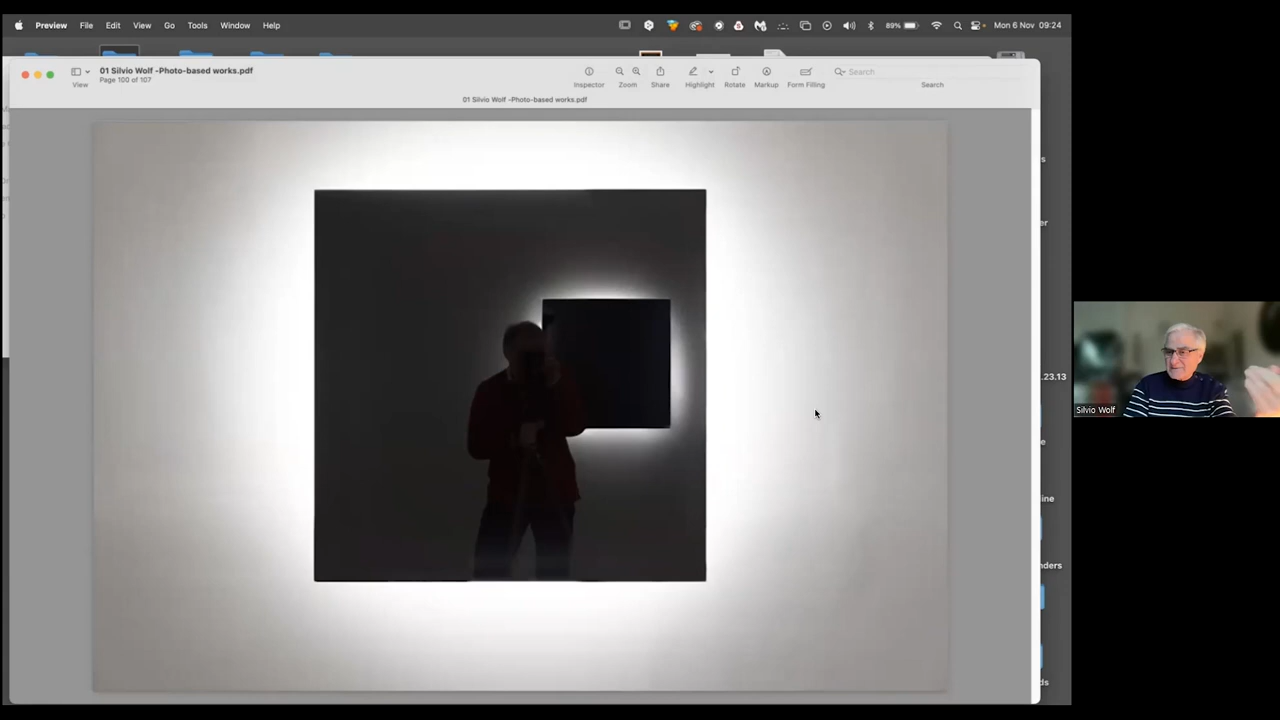 Preview File Edit View Go Tools Window Help 89% Mon 6 Nov 09:24
01 Silvio Wolf -Photo-based works.pdf
Page 100 of 107
View Inspector Zoom Share Highlight Rotate Markup Form Filling Search
Search
01 Silvio Wolf -Photo-based works.pdf
.23.13
Silvio Wolf